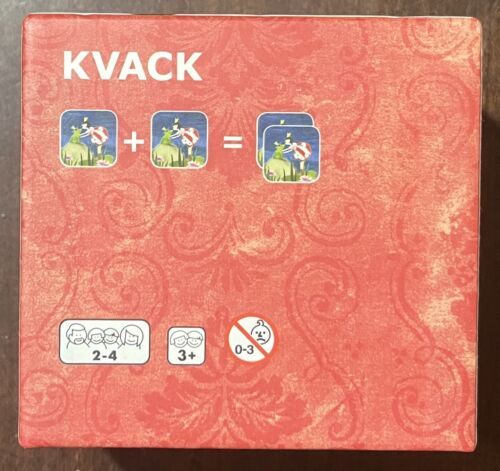 KVACK
+ =
2-4 3+ 0-3